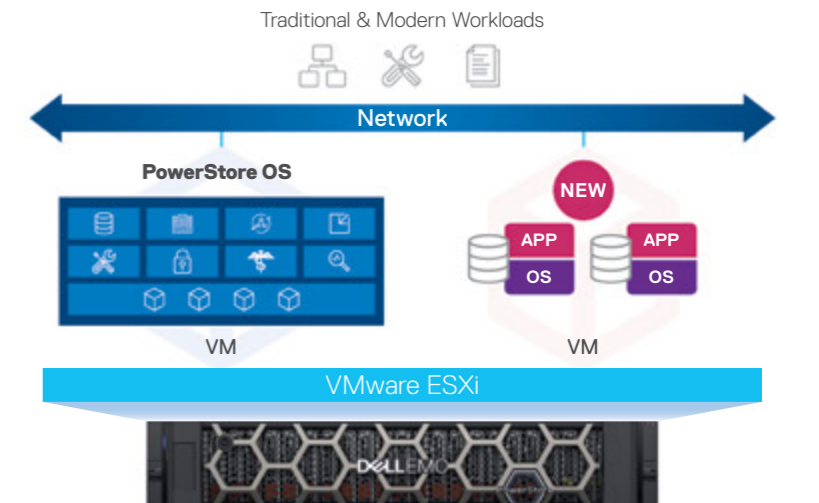 Traditional & Modern Workloads
Network
PowerStore OS
NEW
APP
APP
OS
OS
VM
VM
VMware ESXi
DELLEMC